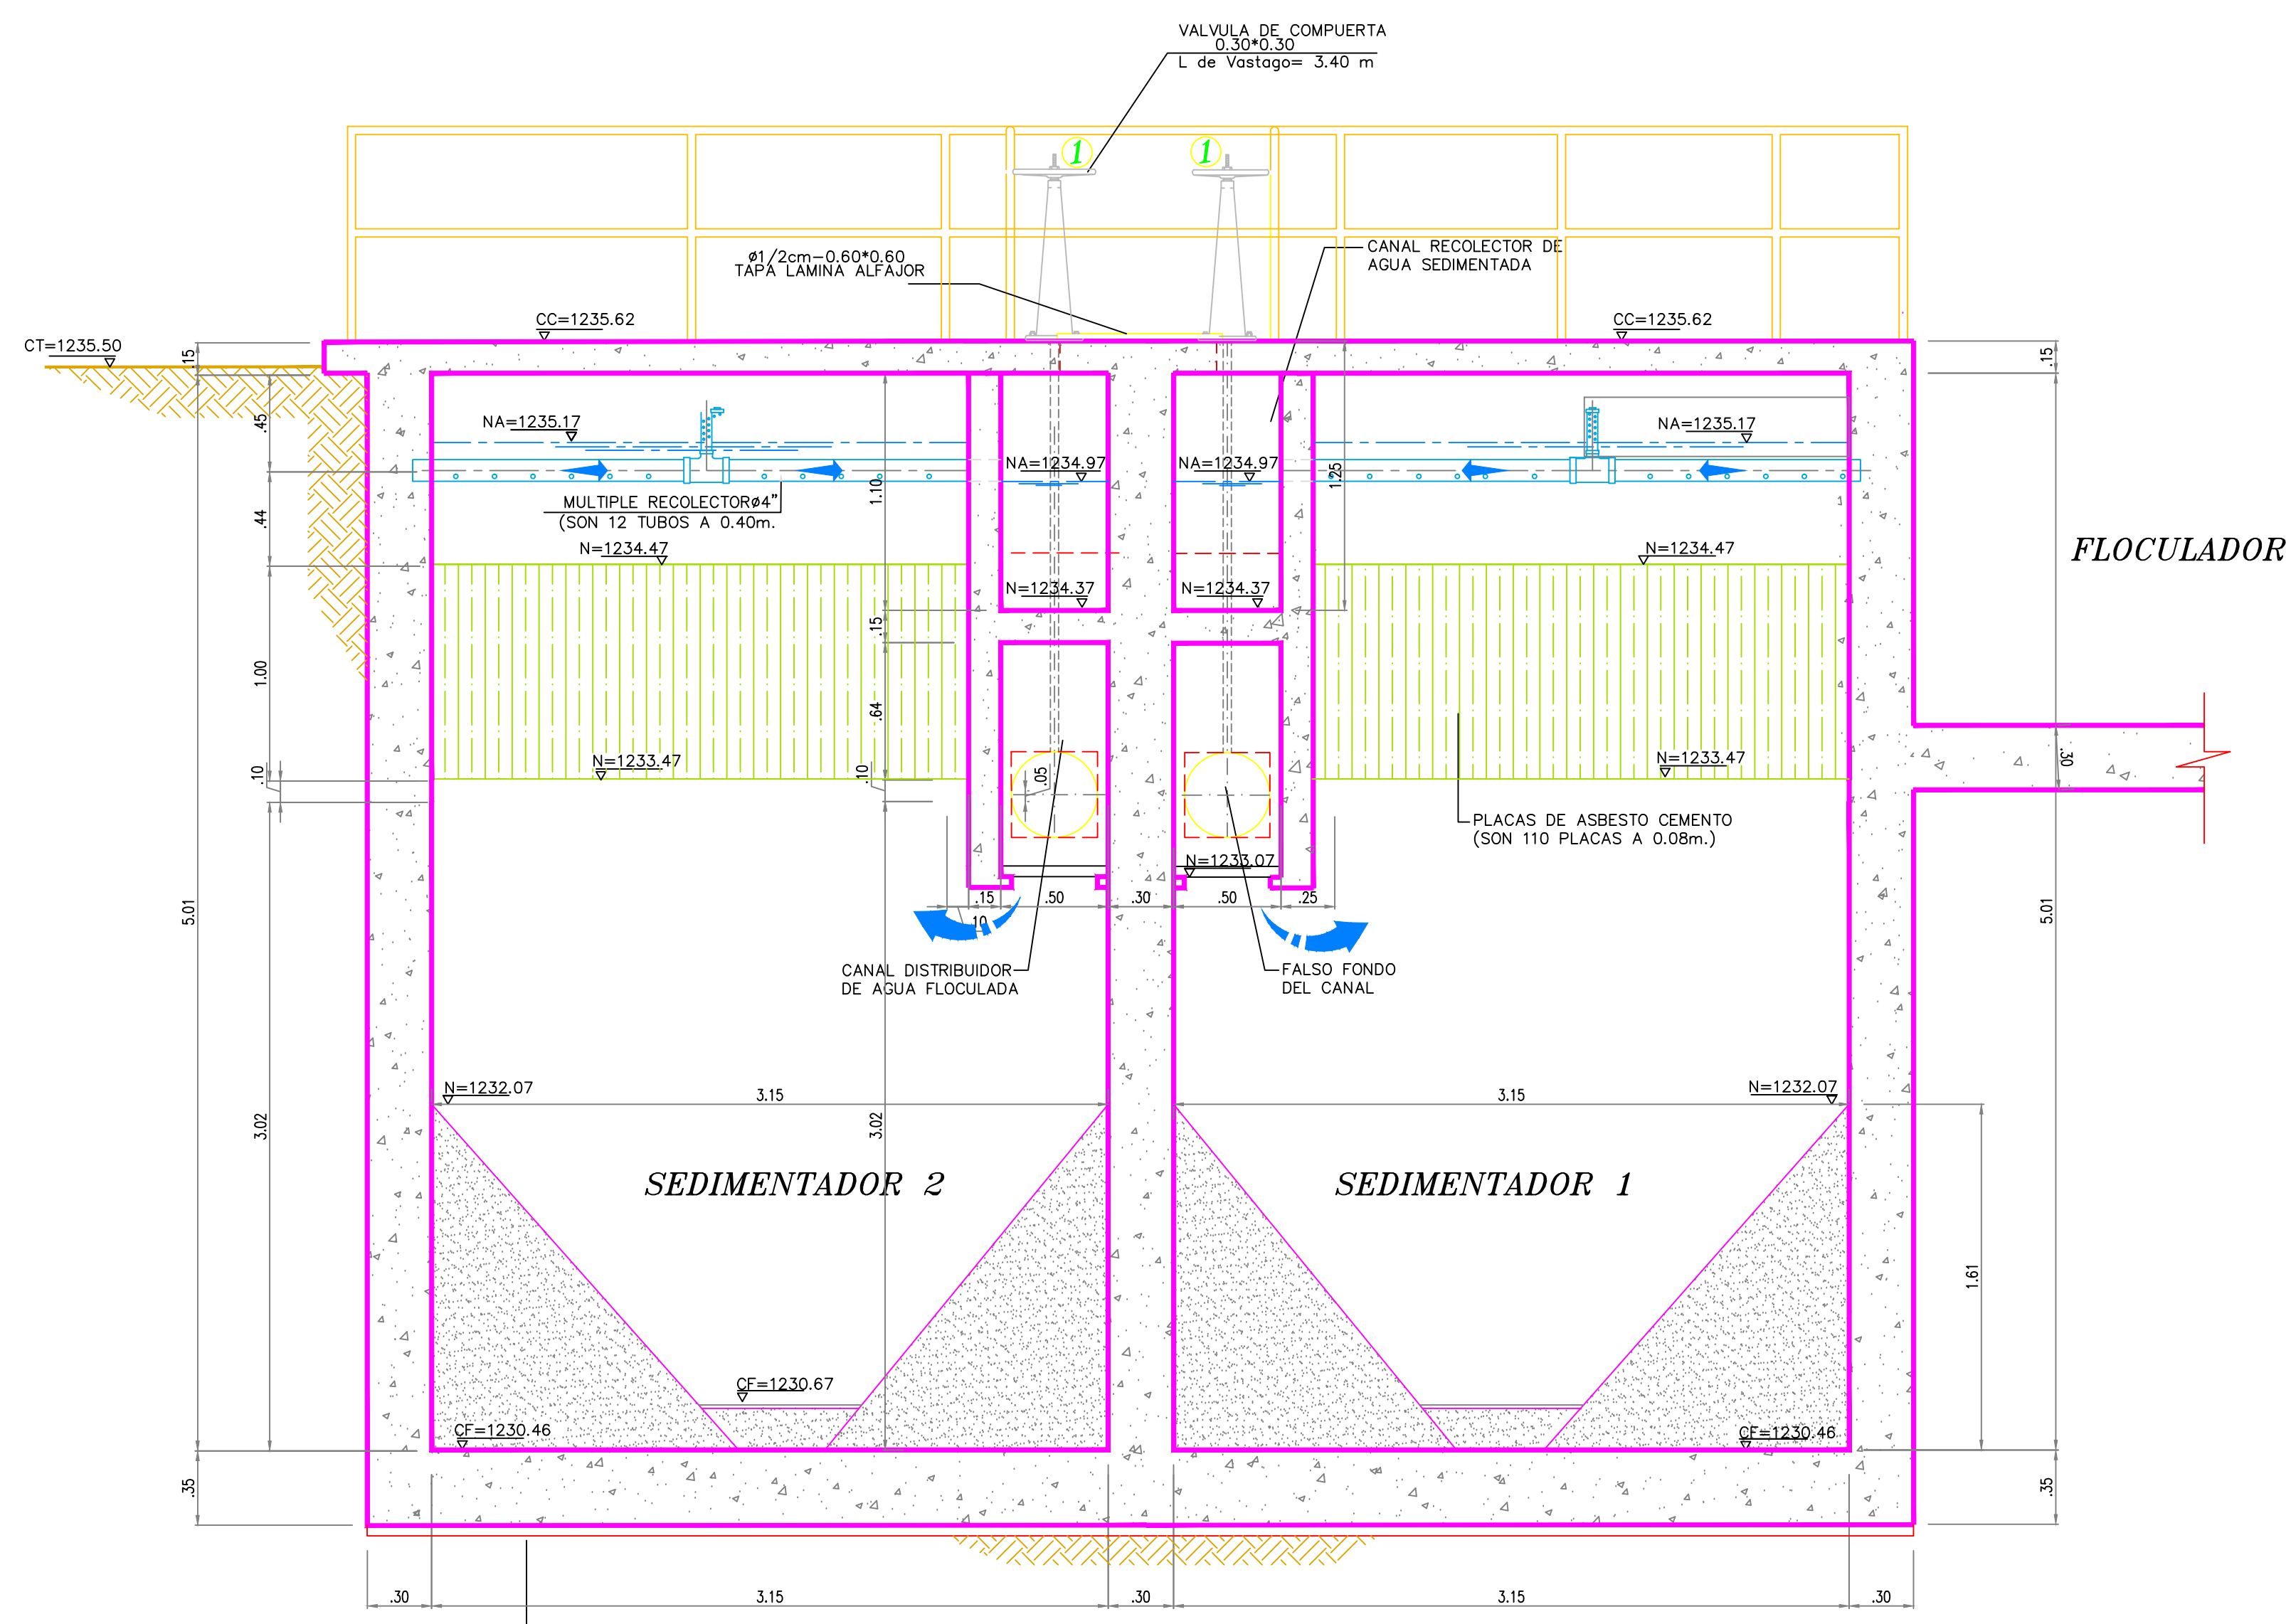 VALVULA DE COMPUERTA
0.30*0.30
L de Vastago= 3.40 m
1
1
ø1/2cm-0.60*0.60
TAPA LAMINA ALFAJOR
CANAL RECOLECTOR DE
AGUA SEDIMENTADA
CT=1235.50
CC=1235.62
CC=1235.62
.15
.15
.45
NA=1235.17
NA=1235.17
NA=1234.97
NA=1234.97
1.10
1.25
MULTIPLE RECOLECTORø4"
(SON 12 TUBOS A 0.40m.
.44
N=1234.47
N=1234.47
FLOCULADOR
N=1234.37
N=1234.37
.15
1.00
.64
N=1233.47
N=1233.47
.10
.10
.05
.30
PLACAS DE ASBESTO CEMENTO
(SON 110 PLACAS A 0.08m.)
N=1233.07
.15
.50
.30
.50
.25
.10
5.01
5.01
CANAL DISTRIBUIDOR
DE AGUA FLOCULADA
FALSO FONDO
DEL CANAL
N=1232.07
3.15
3.15
N=1232.07
3.02
3.02
SEDIMENTADOR 2
SEDIMENTADOR 1
1.61
CF=1230.67
CF=1230.46
CF=1230.46
.35
.35
.30
3.15
.30
3.15
.30